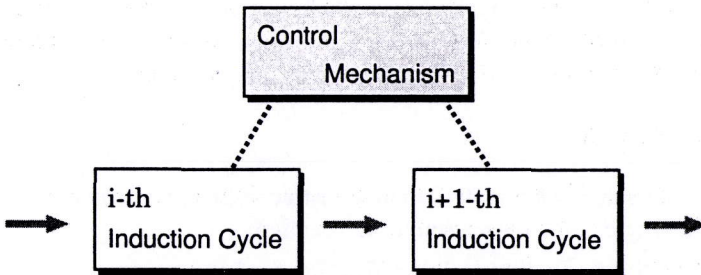 Control
Mechanism
i-th
Induction Cycle
i+1-th
Induction Cycle